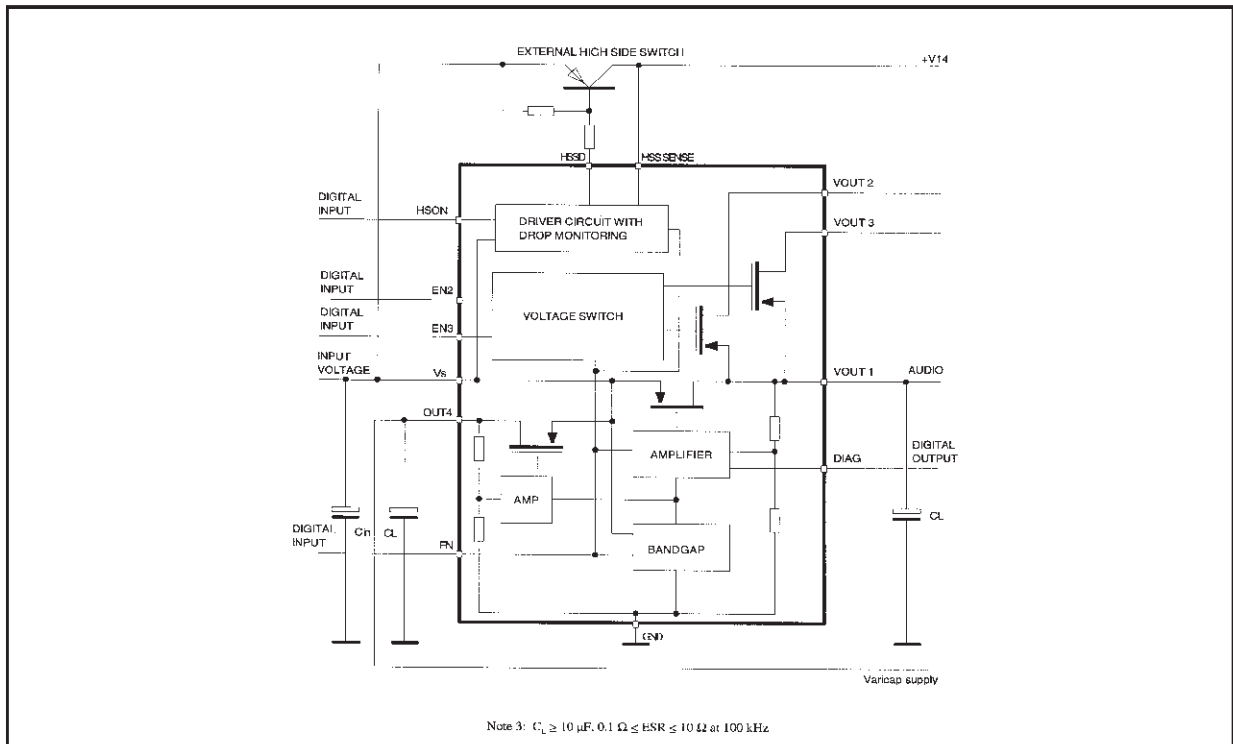 EXTERNAL HIGH SIDE SWITCH
+V14
HSSD
HSS SENSE
VOUT 2
DIGITAL
INPUT
HSON
DRIVER CIRCUIT WITH
DROP MONITORING
VOUT 3
DIGITAL
INPUT
EN2
DIGITAL
INPUT
EN3
VOLTAGE SWITCH
INPUT
VOLTAGE
Vs
VOUT 1
AUDIO
OUT4
AMPLIFIER
DIGITAL
OUTPUT
DIAG
AMP
Cin
CL
CL
DIGITAL
INPUT
EN
BANDGAP
GND
Varicap supply
Note 3: CL ≥ 10 µF, 0.1 Ω ≤ ESR ≤ 10 Ω at 100 kHz